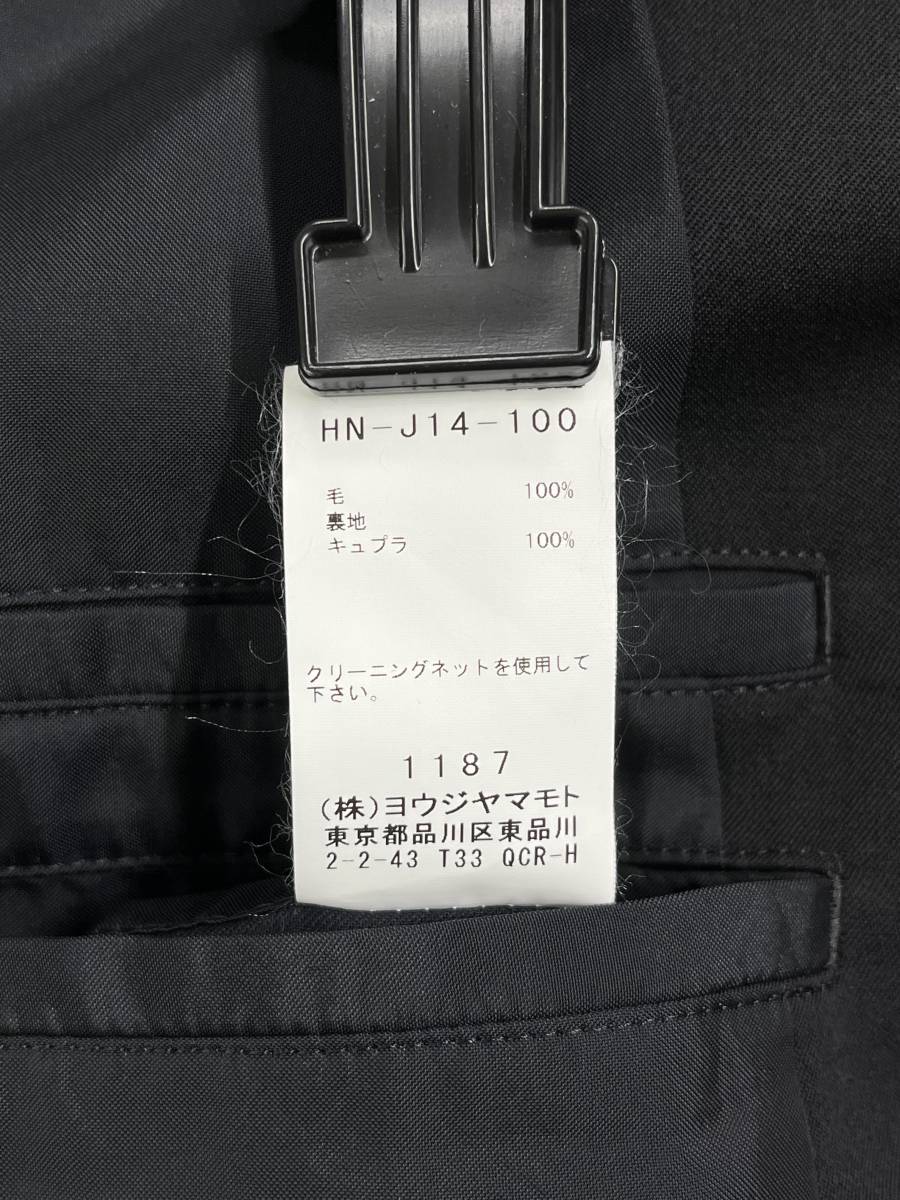 HN-J14-100
毛 100%
裏地
キュプラ 100%
クリーニングネットを使用して
下さい。
1187
(株)ヨウジヤマモト
東京都品川区東品川
2-2-43 T33 QCR-H